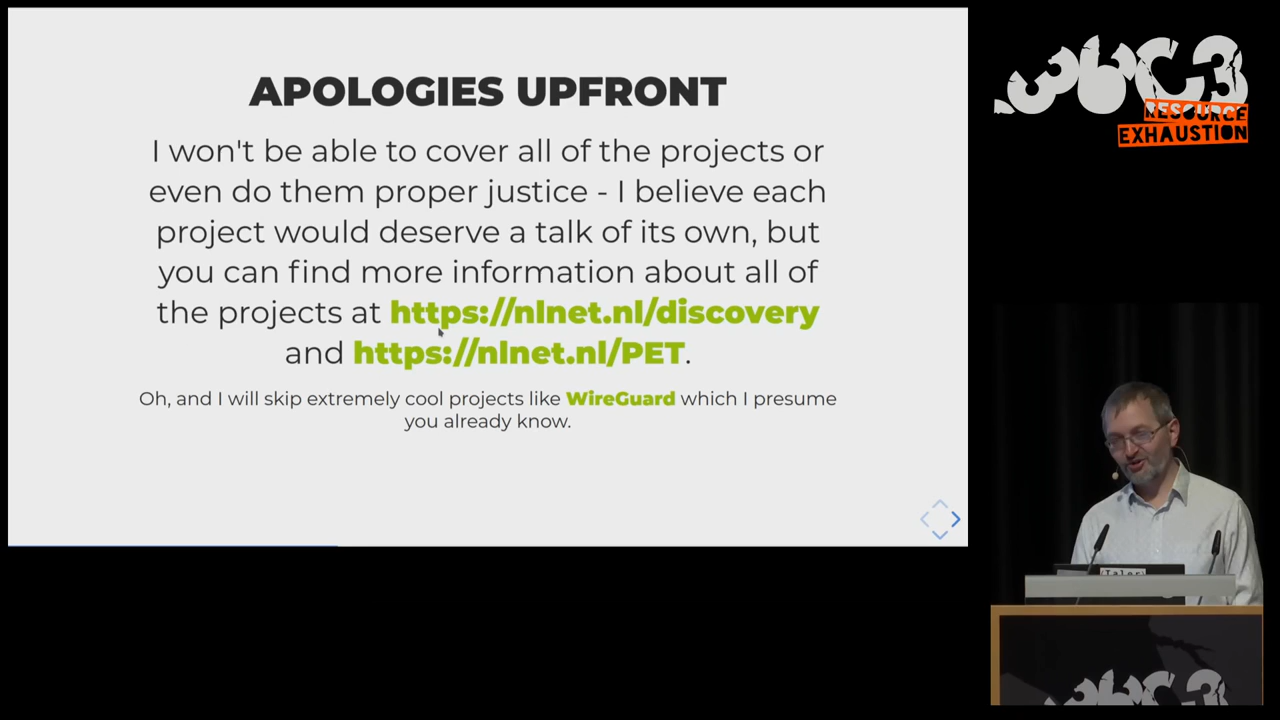 APOLOGIES UPFRONT
I won't be able to cover all of the projects or
even do them proper justice - I believe each
project would deserve a talk of its own, but
you can find more information about all of
the projects at https://nlnet.nl/discovery
and https://nlnet.nl/PET.
Oh, and I will skip extremely cool projects like WireGuard which I presume
you already know.
36C3
RESOURCE
EXHAUSTION
Taler
36C3